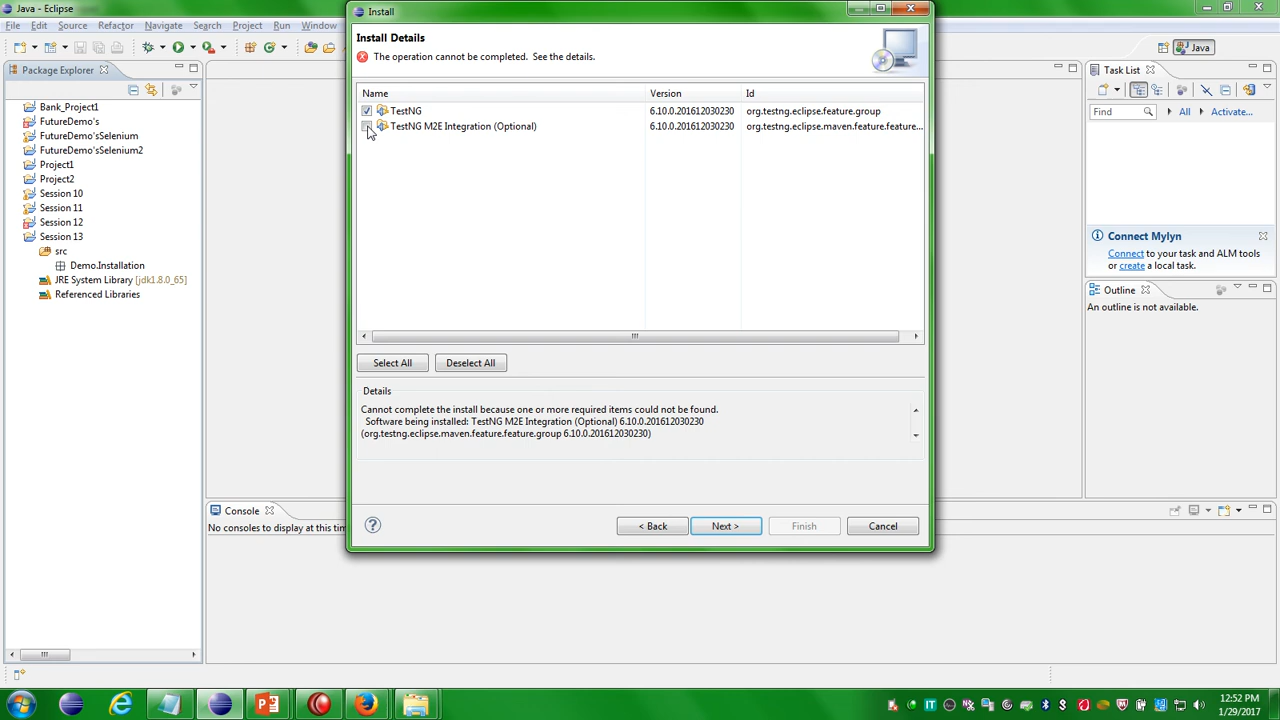 Java - Eclipse
File Edit Source Refactor Navigate Search Project Run Window
Package Explorer
Bank_Project1
FutureDemo's
FutureDemo'sSelenium
FutureDemo'sSelenium2
Project1
Project2
Session 10
Session 11
Session 12
Session 13
src
Demo.Installation
JRE System Library [jdk1.8.0_65]
Referenced Libraries
Install
Install Details
The operation cannot be completed. See the details.
Name Version Id
TestNG 6.10.0.201612030230 org.testng.eclipse.feature.group
TestNG M2E Integration (Optional) 6.10.0.201612030230 org.testng.eclipse.maven.feature.feature...
Select All Deselect All
Details
Cannot complete the install because one or more required items could not be found.
Software being installed: TestNG M2E Integration (Optional) 6.10.0.201612030230
(org.testng.eclipse.maven.feature.feature.group 6.10.0.201612030230)
< Back Next > Finish Cancel
Java
Task List
Find All Activate...
Connect Mylyn
Connect to your task and ALM tools
or create a local task.
Outline
An outline is not available.
Console
No consoles to display at this tim
IT
12:52 PM
1/29/2017